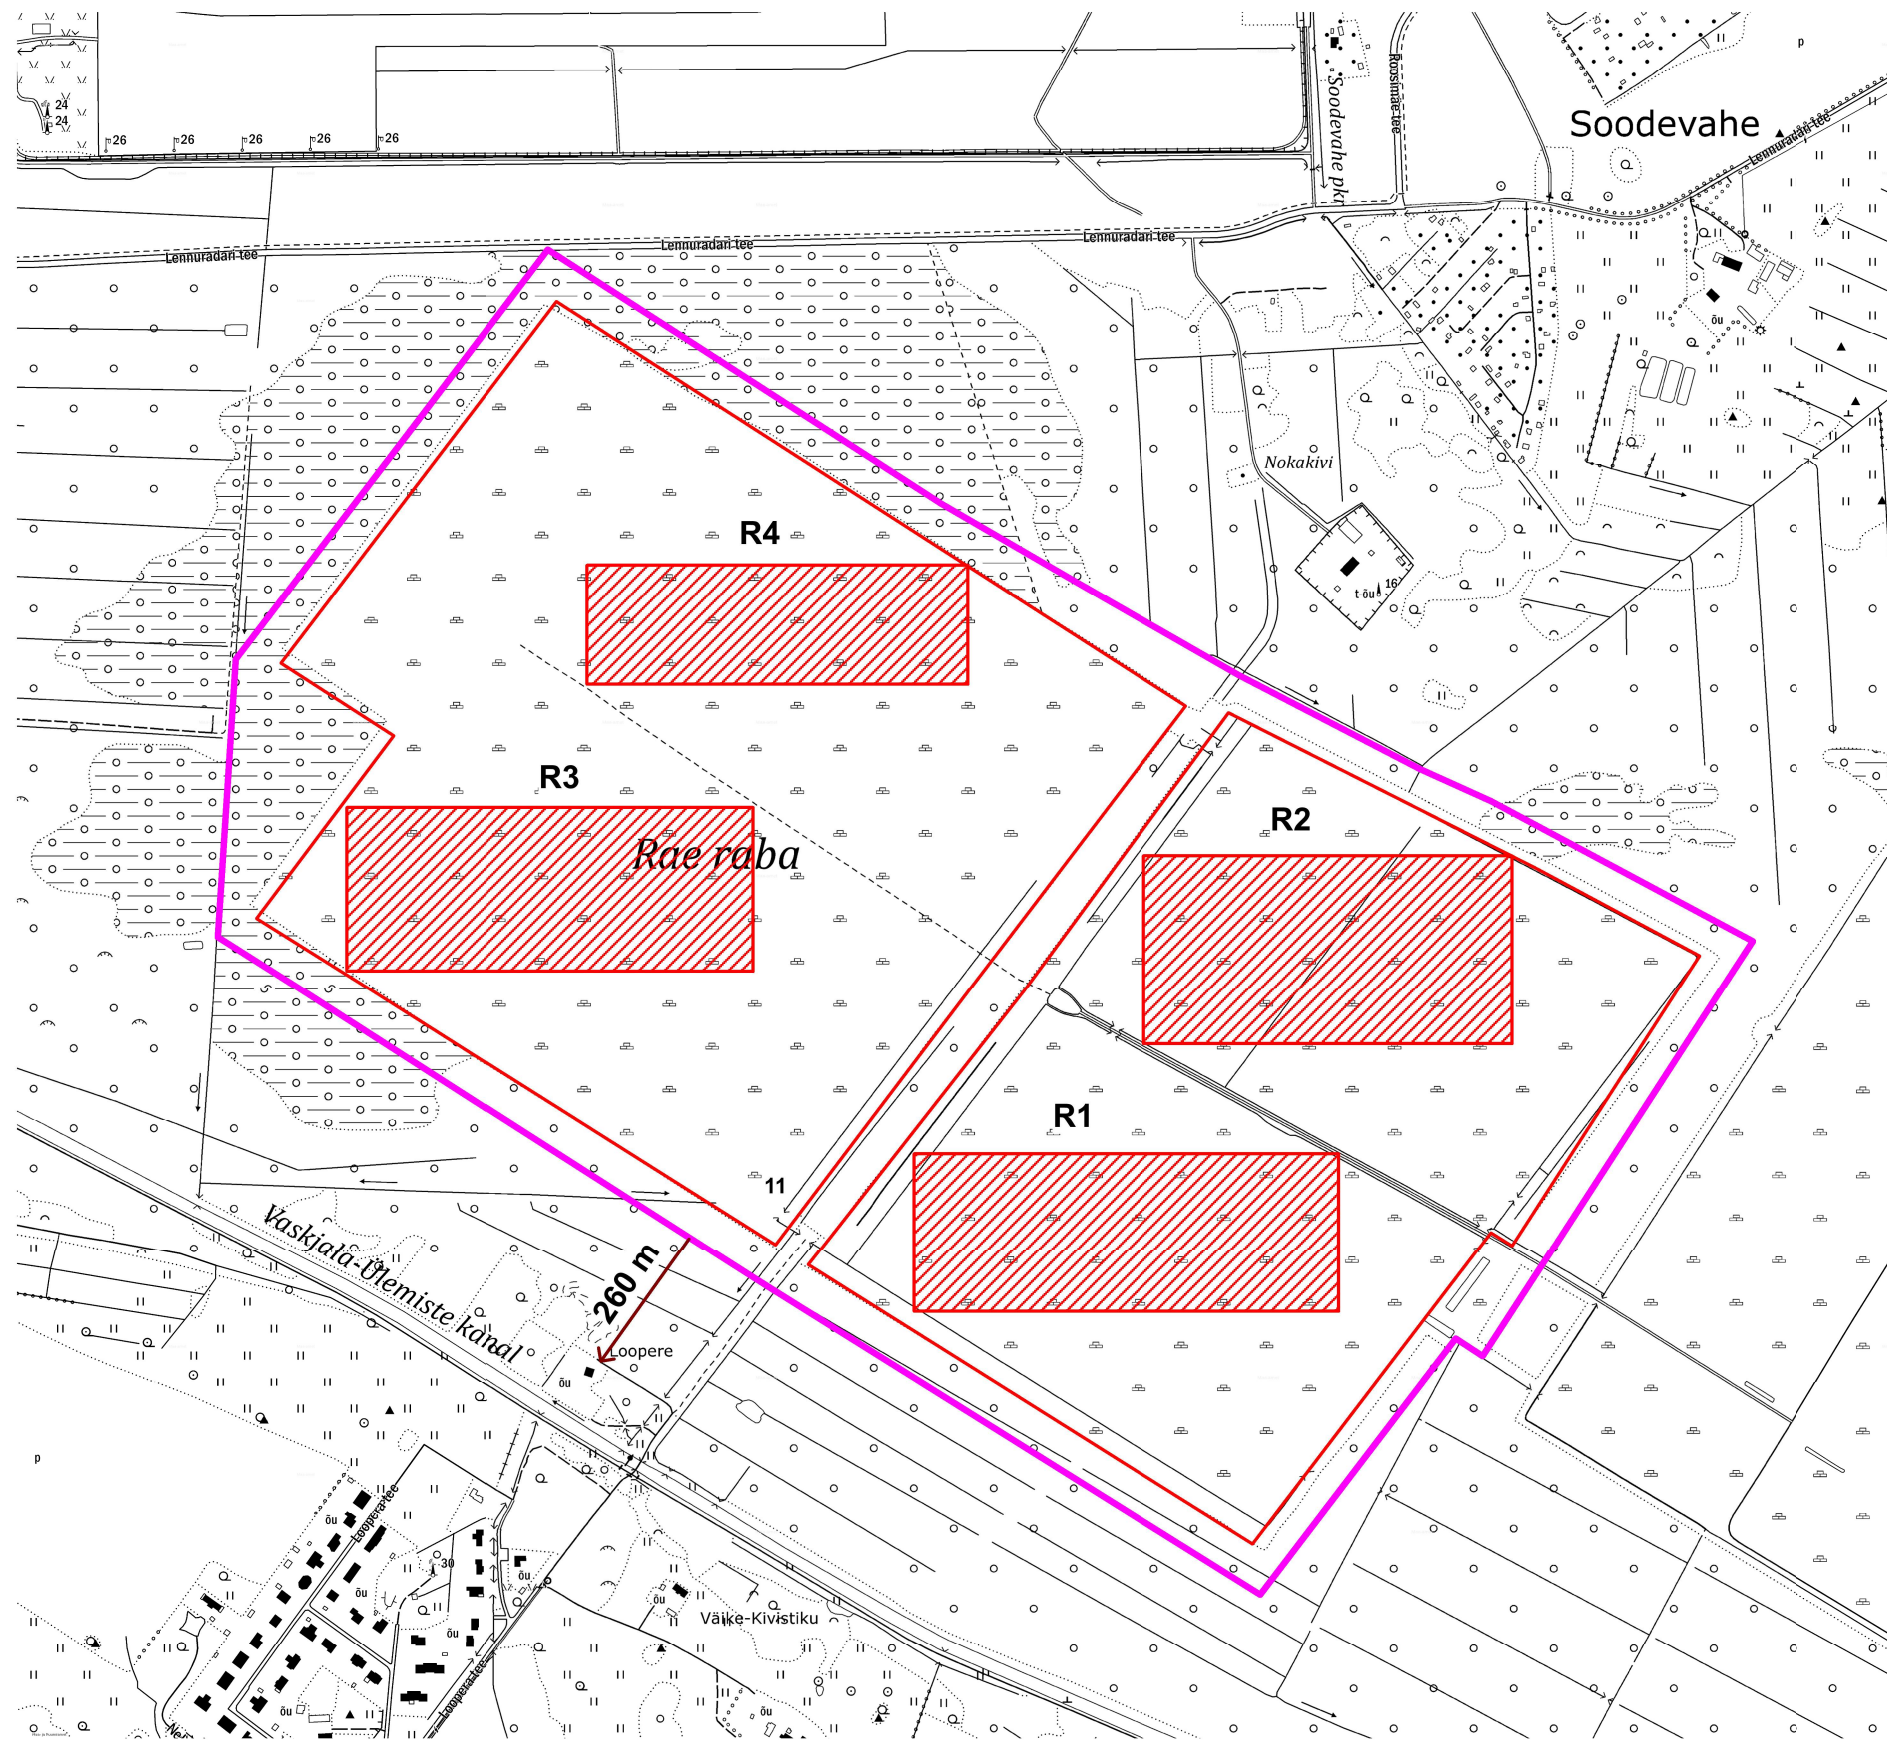 p
Soodevahe
Roosimäe tee
Soodevahe pkr
24
24
26
26
26
26
26
Lennuradari tee
Lennuradari tee
Lennuradari tee
Lennuradari tee
õu
Nokakivi
R4
t õu
16
R3
R2
Rae raba
R1
11
Vaskjala-Ülemiste kanal
260 m
Loopere
õu
p
Loopera tee
õu
30
õu
õu
õu
õu
Väike-Kivistiku
Loopera tee
õu
õu